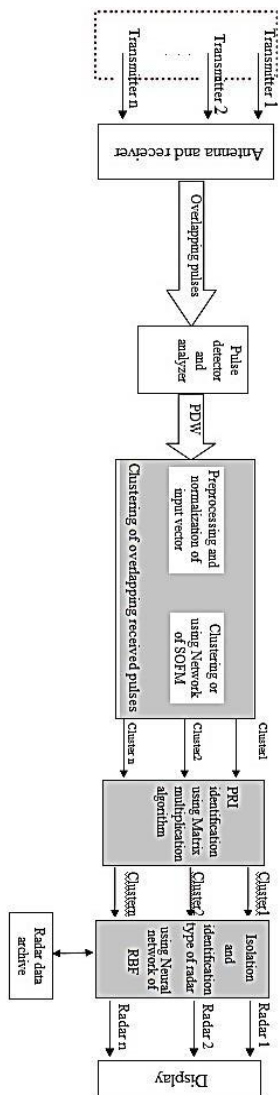 Transmitter 1
Transmitter 2
Transmitter n
Antenna and receiver
Overlapping pulses
Pulse
detector
and
analyzer
PDW
Preprocessing and
normalization of
input vector
Clustering or
using Network
of SOFM
Clustering of overlapping received pulses
Cluster1
Cluster2
Cluster n
PRI
identification
using Matrix
multiplication
algorithm
Cluster1
Cluster2
Clustern
Isolation
and
identification
type of radar
using Neural
network of
RBF
Radar data
archive
Radar 1
Radar 2
Radar n
Display